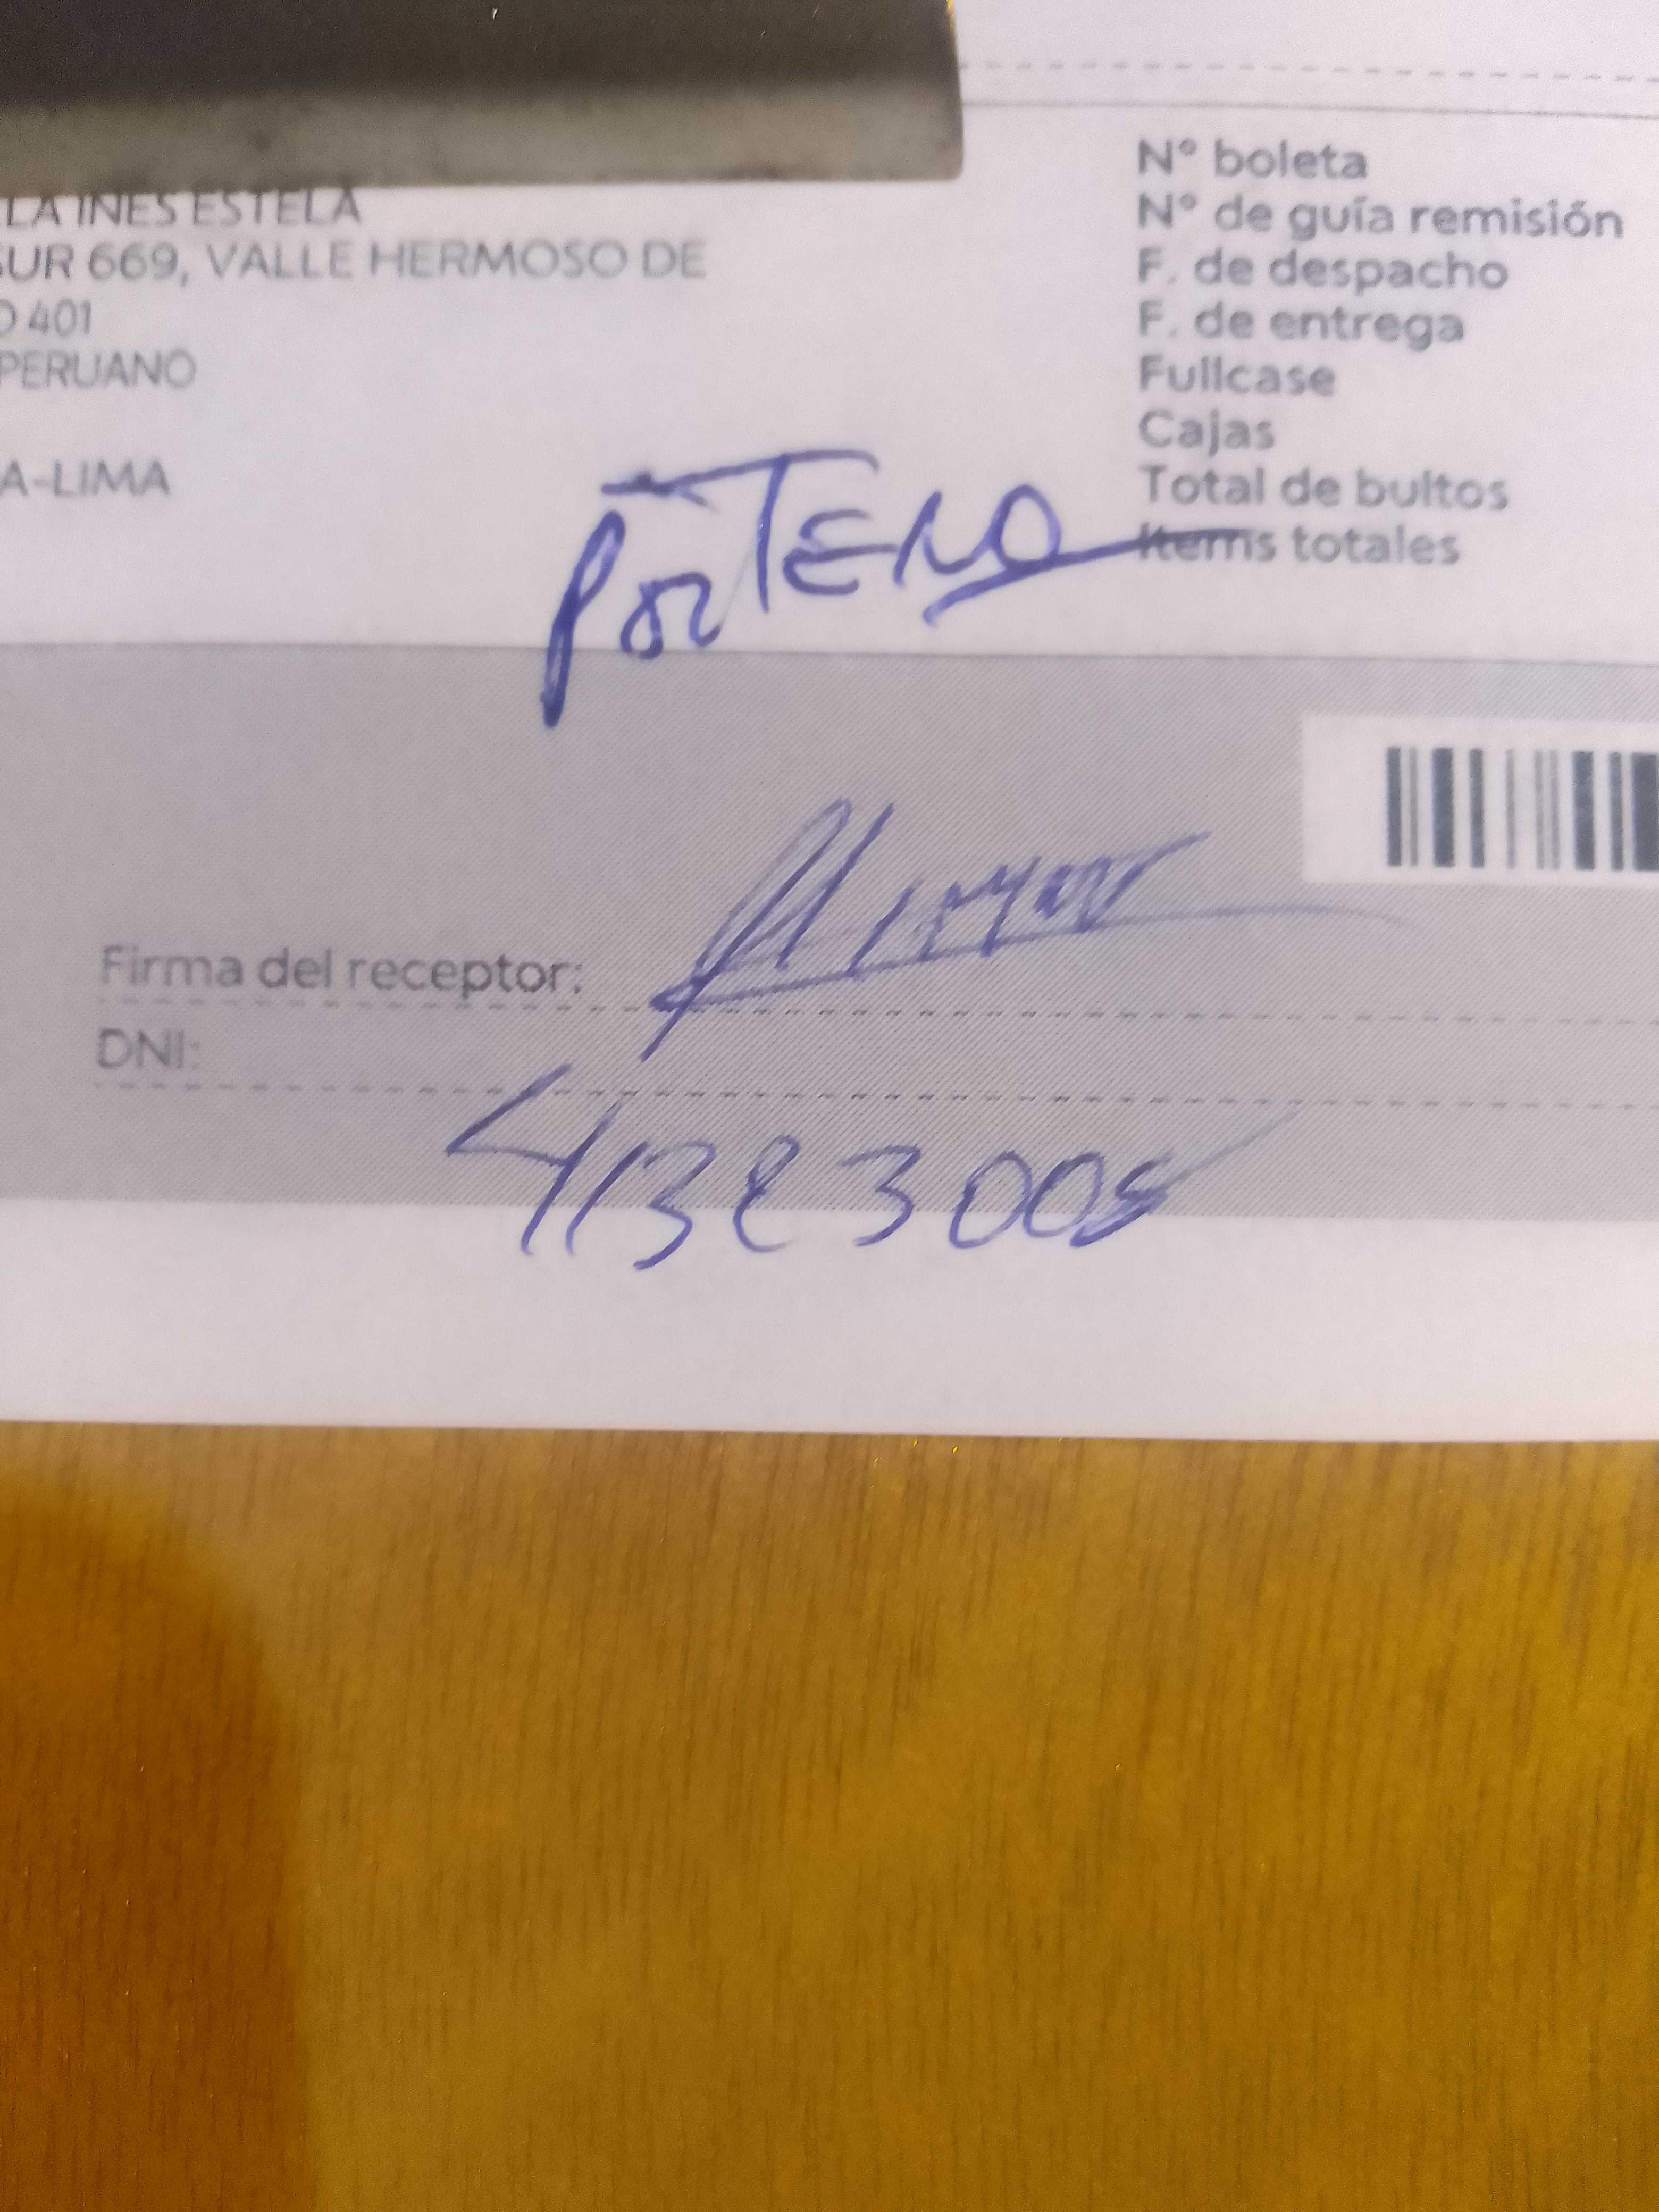 LA INES ESTELA
SUR 669, VALLE HERMOSO DE
O 401
PERUANO
A-LIMA
N° boleta
N° de guía remisión
F. de despacho
F. de entrega
Fullcase
Cajas
Total de bultos
Items totales
PORTERO
Firma del receptor:
DNI: